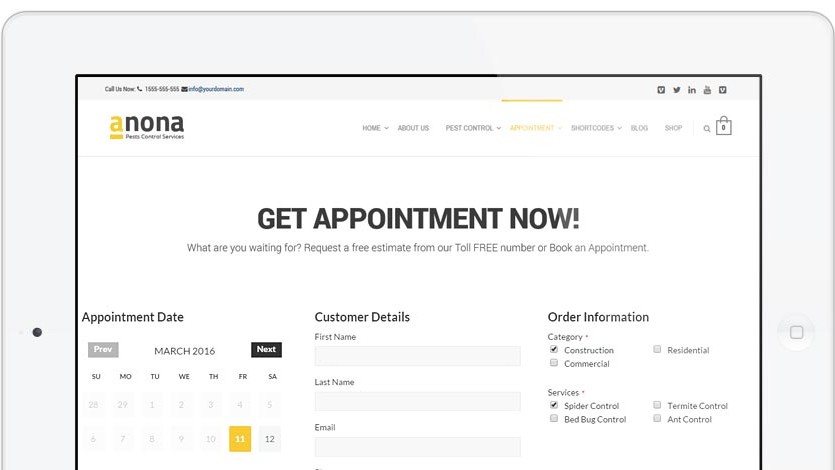 Call Us Now: 1555-555-555 info@yourdomain.com
anona
Pests Control Services
HOME ABOUT US PEST CONTROL APPOINTMENT SHORTCODES BLOG SHOP 0
GET APPOINTMENT NOW!
What are you waiting for? Request a free estimate from our Toll FREE number or Book an Appointment.
Appointment Date
Prev MARCH 2016 Next
SU MO TU WE TH FR SA
28 29 1 2 3 4 5
6 7 8 9 10 11 12
Customer Details
First Name
Last Name
Email
Order Information
Category *
Construction Residential
Commercial
Services *
Spider Control Termite Control
Bed Bug Control Ant Control